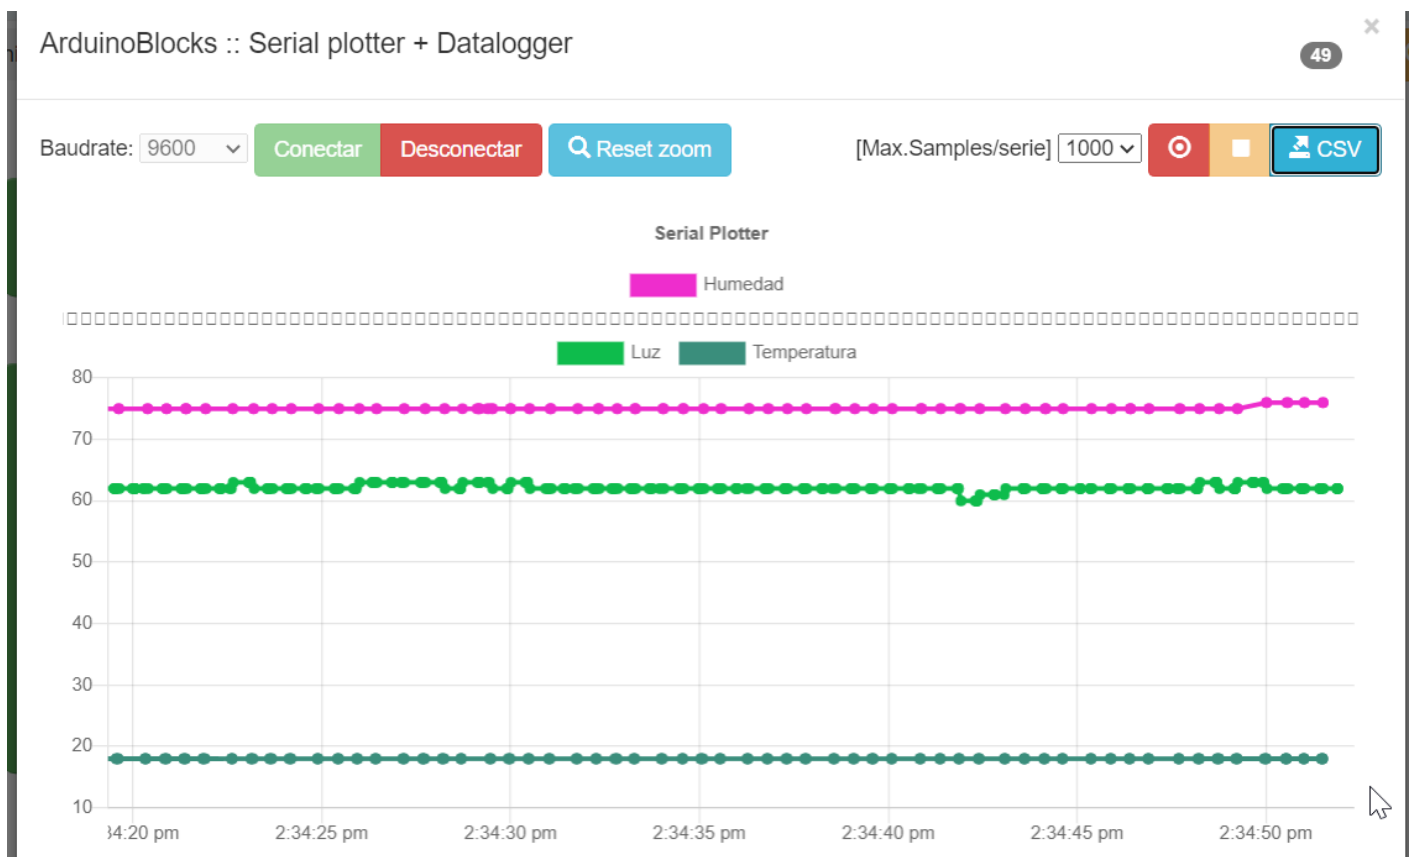 ArduinoBlocks :: Serial plotter + Datalogger
×
49
Baudrate: 9600 Conectar Desconectar Reset zoom [Max.Samples/serie] 1000 CSV
Serial Plotter
Humedad
Luz Temperatura
80
70
60
50
40
30
20
10
34:20 pm 2:34:25 pm 2:34:30 pm 2:34:35 pm 2:34:40 pm 2:34:45 pm 2:34:50 pm